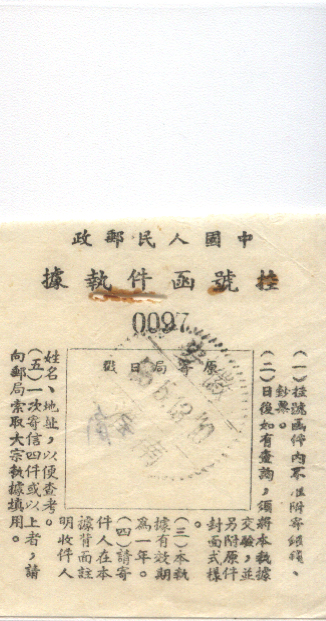 中國人民郵政
掛號函件執據
0097
原寄局日戳
(一)掛號函件內不准附寄銀錢、
鈔票。
(二)日後如有查詢,須將本執據
交驗,並
另附原件
封面式樣
。
(三)本執
據有效期
為一年。
(四)請寄
件人在本
據背面註
明收件人
姓名、地址,以便查考。
(五)一次寄信四件或以上者,請
向郵局索取大宗執據填用。